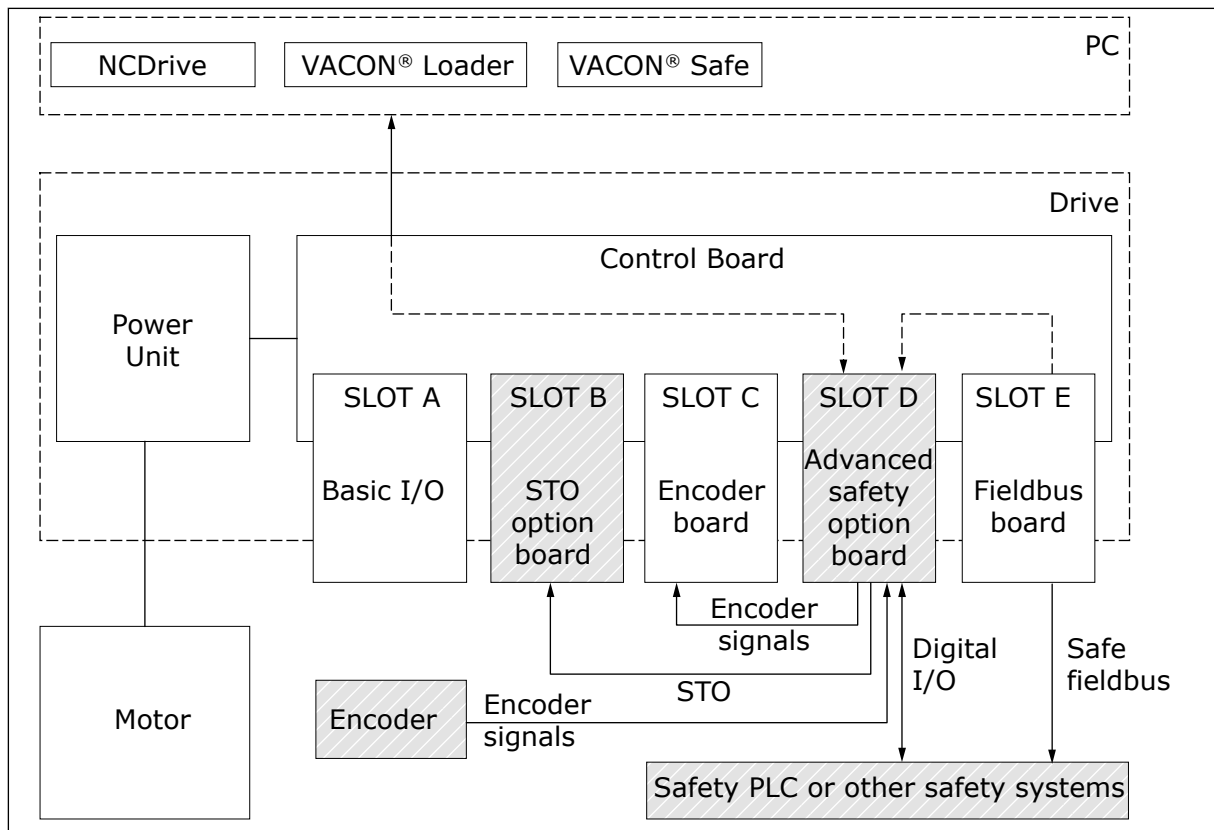 PC
NCDrive
VACON® Loader
VACON® Safe
Drive
Control Board
Power
Unit
SLOT A
Basic I/O
SLOT B
STO
option
board
SLOT C
Encoder
board
SLOT D
Advanced
safety
option
board
SLOT E
Fieldbus
board
Encoder
signals
STO
Digital
I/O
Safe
fieldbus
Motor
Encoder
Encoder
signals
Safety PLC or other safety systems